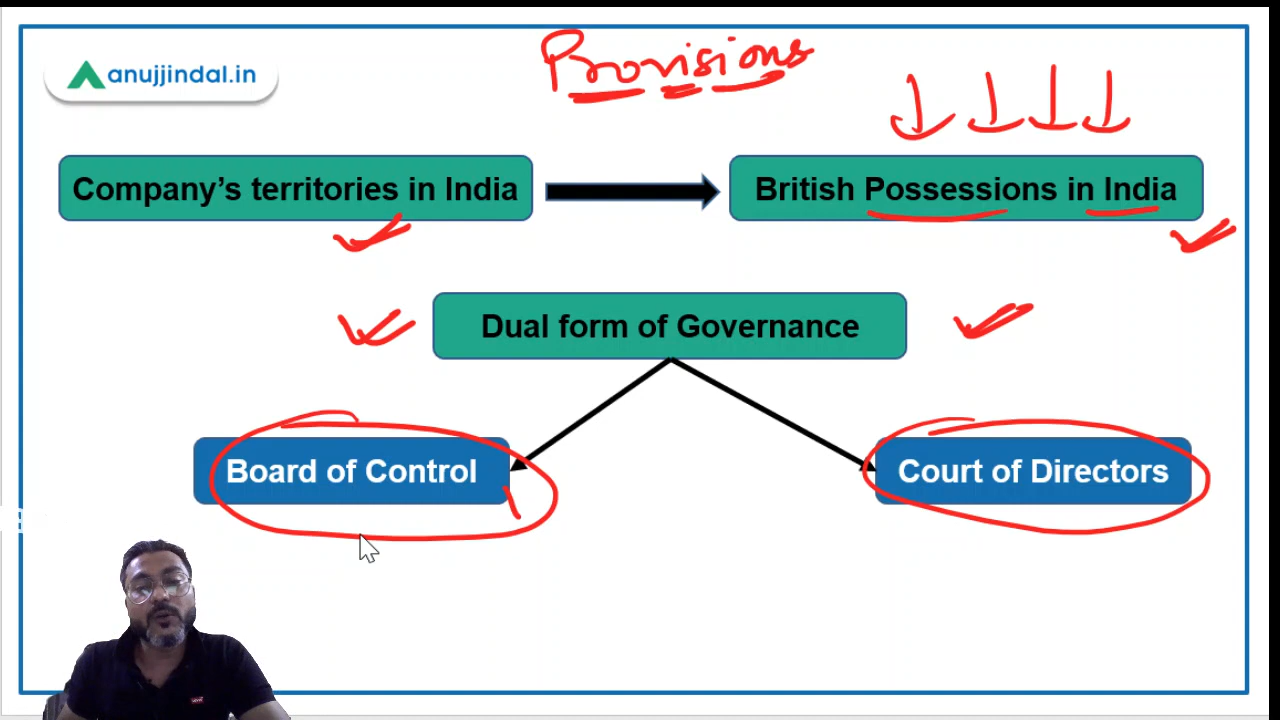 Provisions
anujjindal.in
Company's territories in India
British Possessions in India
Dual form of Governance
Board of Control
Court of Directors